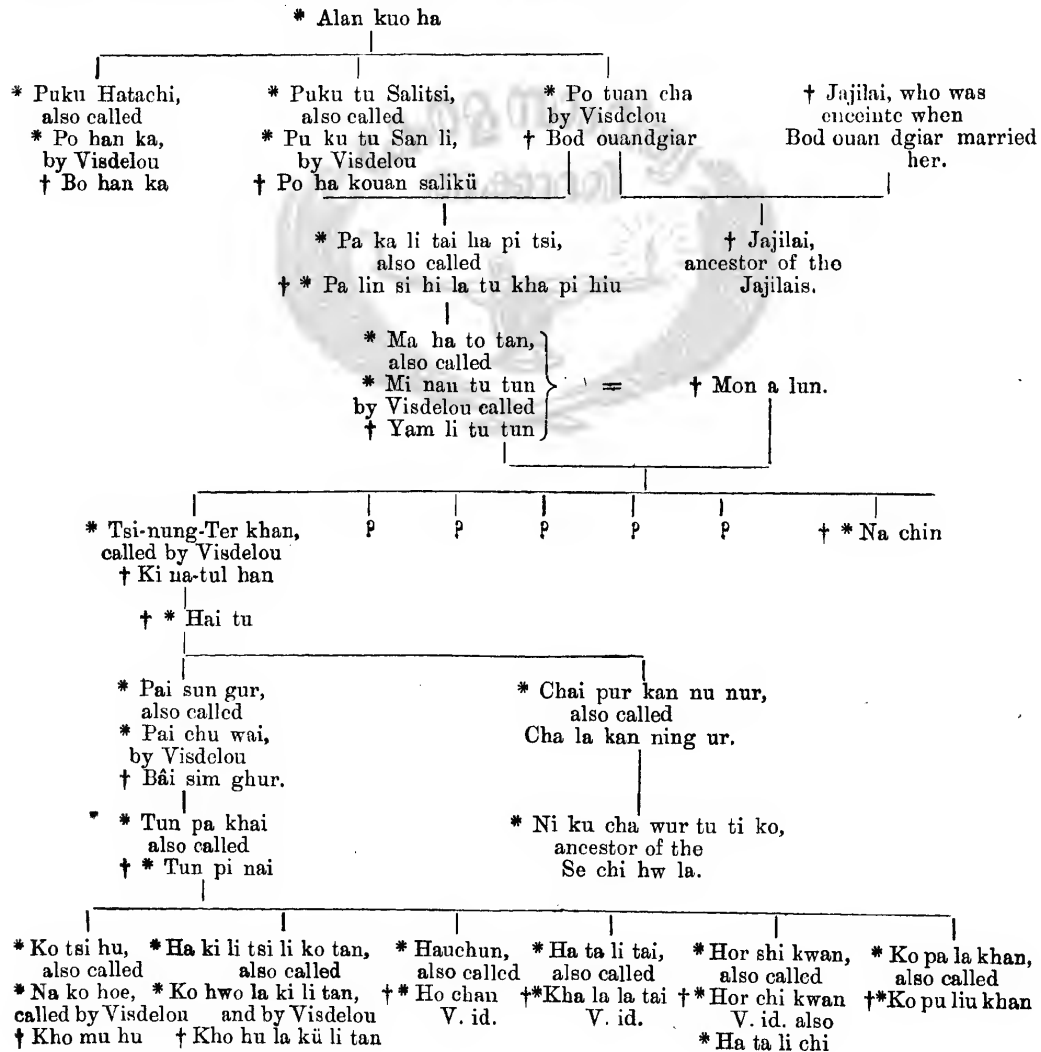 * Alan kuo ha
* Puku Hatachi,
also called
* Po han ka,
by Visdelou
† Bo han ka
* Puku tu Salitsi,
also called
* Pu ku tu San li,
by Visdelou
† Po ha kouan salikü
* Po tuan cha
by Visdelou
† Bod ouandgiar
† Jajilai, who was
enceinte when
Bod ouan dgiar married
her.
* Pa ka li tai ha pi tsi,
also called
† * Pa lin si hi la tu kha pi hiu
† Jajilai,
ancestor of the
Jajilais.
* Ma ha to tan,
also called
* Mi nan tu tun
by Visdelou called
† Yam li tu tun
=
† Mon a lun.
* Tsi-nung-Ter khan,
called by Visdelou
† Ki na-tul han
? ? ? ? ?
† * Na chin
† * Hai tu
* Pai sun gur,
also called
* Pai chu wai,
by Visdelou
† Bâi sim ghur.
* Chai pur kan nu nur,
also called
Cha la kan ning ur.
* Tun pa khai
also called
† * Tun pi nai
* Ni ku cha wur tu ti ko,
ancestor of the
Se chi hw la.
* Ko tsi hu,
also called
* Na ko hoe,
called by Visdelou
† Kho mu hu
* Ha ki li tsi li ko tan,
also called
* Ko hwo la ki li tan,
and by Visdelou
† Kho hu la kü li tan
* Hauchun,
also called
† * Ho chan
V. id.
* Ha ta li tai,
also called
†*Kha la la tai
V. id.
* Hor shi kwan,
also called
†*Hor chi kwan
V. id. also
* Ha ta li chi
* Ko pa la khan,
also called
†*Ko pu liu khan